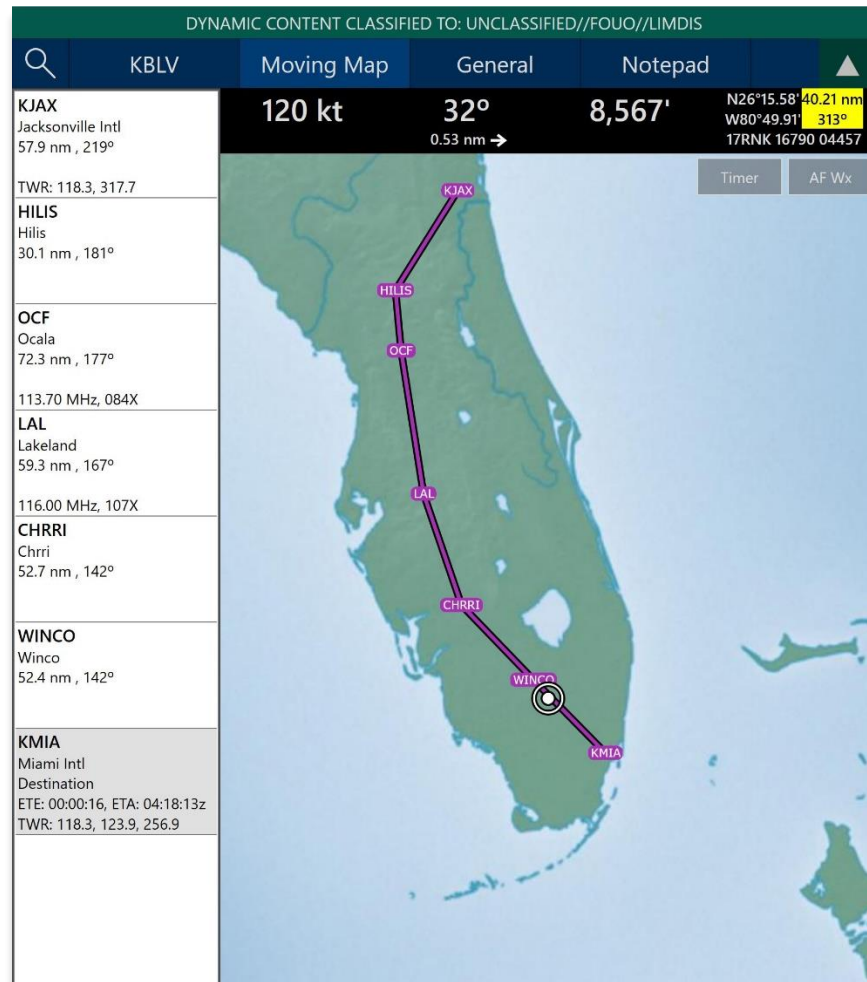 DYNAMIC CONTENT CLASSIFIED TO: UNCLASSIFIED//FOUO//LIMDIS
KBLV Moving Map General Notepad
120 kt 32º 8,567'
0.53 nm →
N26°15.58' 40.21 nm
W80°49.91' 313º
17RNK 16790 04457
Timer AF Wx
KJAX
Jacksonville Intl
57.9 nm , 219º
TWR: 118.3, 317.7
HILIS
Hilis
30.1 nm , 181º
OCF
Ocala
72.3 nm , 177º
113.70 MHz, 084X
LAL
Lakeland
59.3 nm , 167º
116.00 MHz, 107X
CHRRI
Chrri
52.7 nm , 142º
WINCO
Winco
52.4 nm , 142º
KMIA
Miami Intl
Destination
ETE: 00:00:16, ETA: 04:18:13z
TWR: 118.3, 123.9, 256.9
KJAX
HILIS
OCF
LAL
CHRRI
WINCO
KMIA